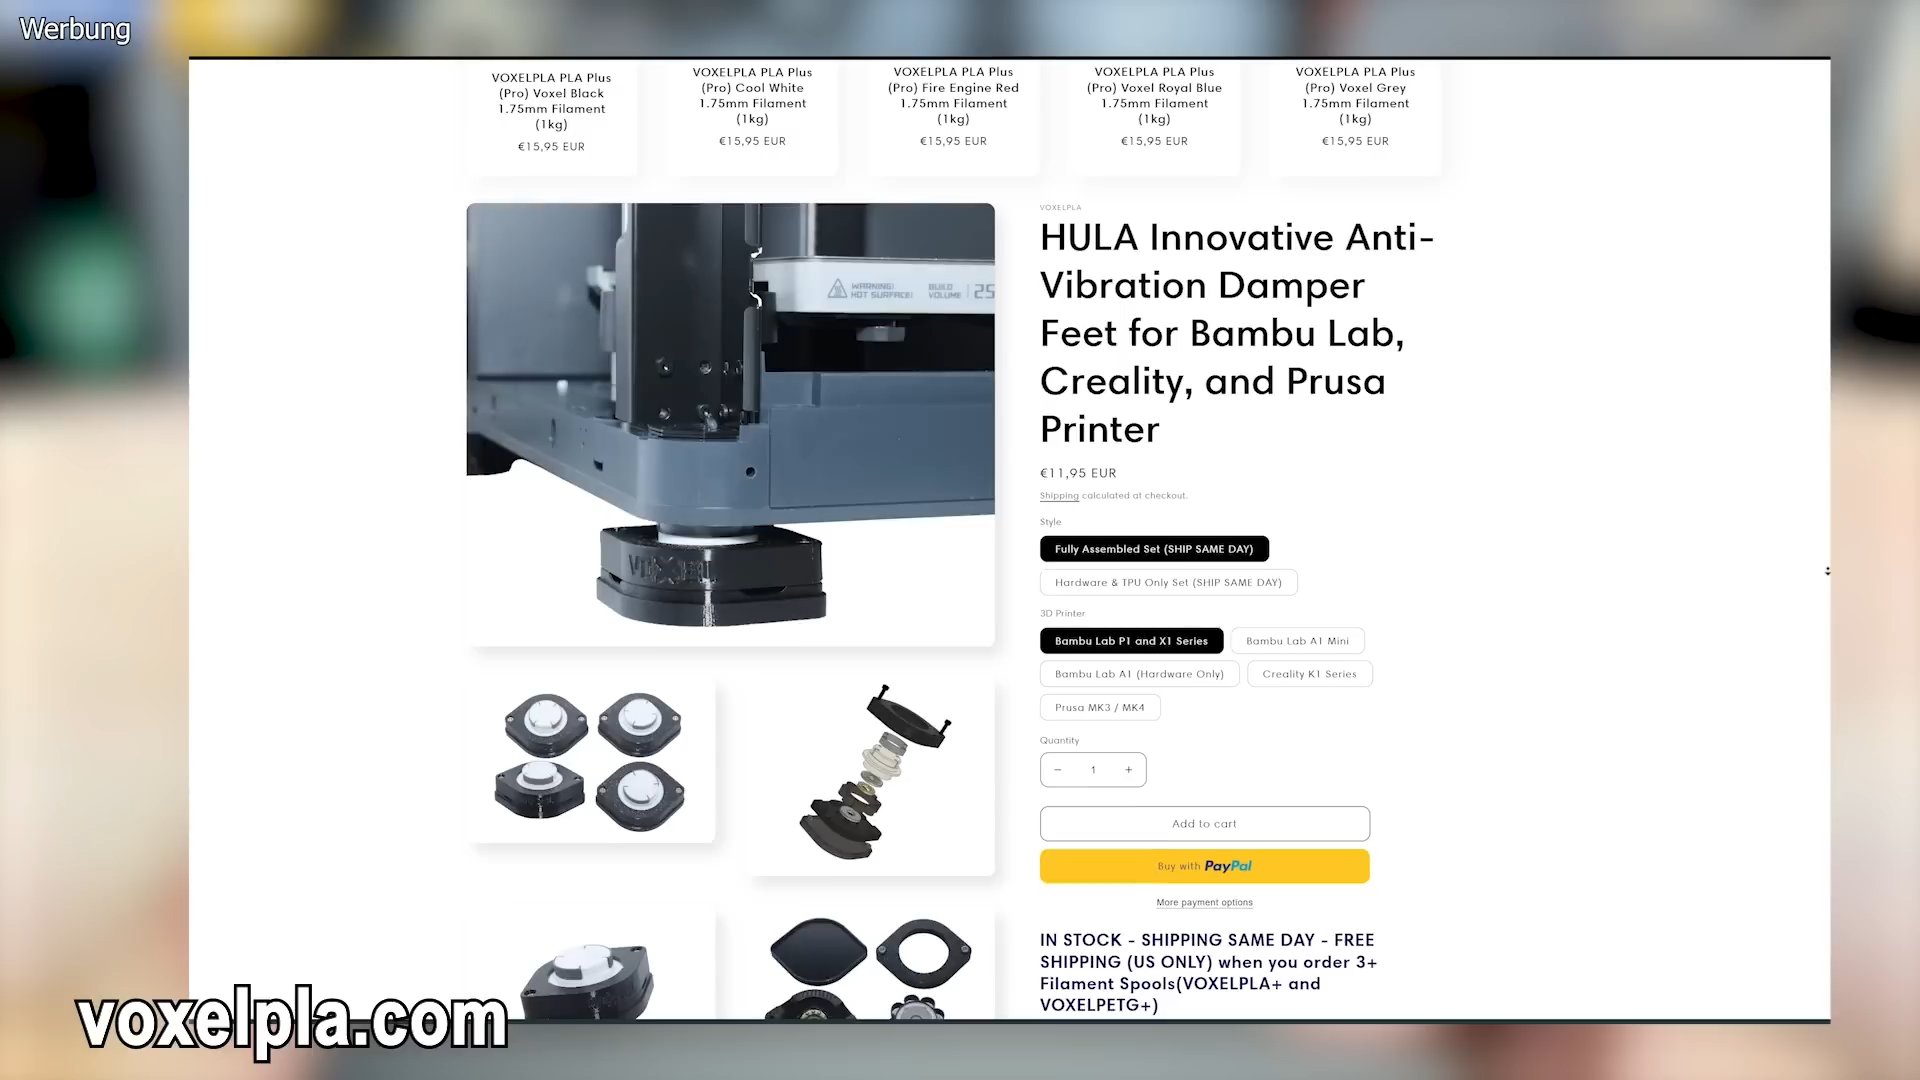 Werbung
VOXELPLA PLA Plus
(Pro) Voxel Black
1.75mm Filament
(1kg)
€15,95 EUR
VOXELPLA PLA Plus
(Pro) Cool White
1.75mm Filament
(1kg)
€15,95 EUR
VOXELPLA PLA Plus
(Pro) Fire Engine Red
1.75mm Filament
(1kg)
€15,95 EUR
VOXELPLA PLA Plus
(Pro) Voxel Royal Blue
1.75mm Filament
(1kg)
€15,95 EUR
VOXELPLA PLA Plus
(Pro) Voxel Grey
1.75mm Filament
(1kg)
€15,95 EUR
WARNING!
HOT SURFACE!
BUILD
VOLUME
25
VOXEL
VOXELPLA
HULA Innovative Anti-
Vibration Damper
Feet for Bambu Lab,
Creality, and Prusa
Printer
€11,95 EUR
Shipping calculated at checkout.
Style
Fully Assembled Set (SHIP SAME DAY)
Hardware & TPU Only Set (SHIP SAME DAY)
3D Printer
Bambu Lab P1 and X1 Series
Bambu Lab A1 Mini
Bambu Lab A1 (Hardware Only)
Creality K1 Series
Prusa MK3 / MK4
Quantity
− 1 +
Add to cart
Buy with PayPal
More payment options
IN STOCK - SHIPPING SAME DAY - FREE
SHIPPING (US ONLY) when you order 3+
Filament Spools(VOXELPLA+ and
VOXELPETG+)
voxelpla.com